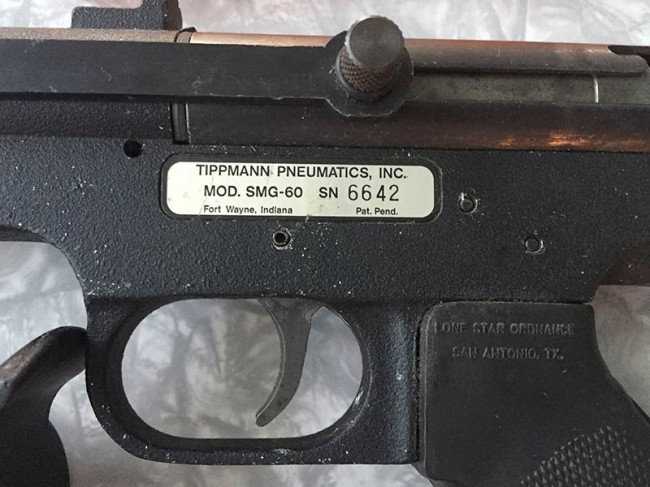 TIPPMANN PNEUMATICS, INC.
MOD. SMG-60 SN 6642
Fort Wayne, Indiana Pat. Pend.
LONE STAR ORDNANCE
SAN ANTONIO, TX.